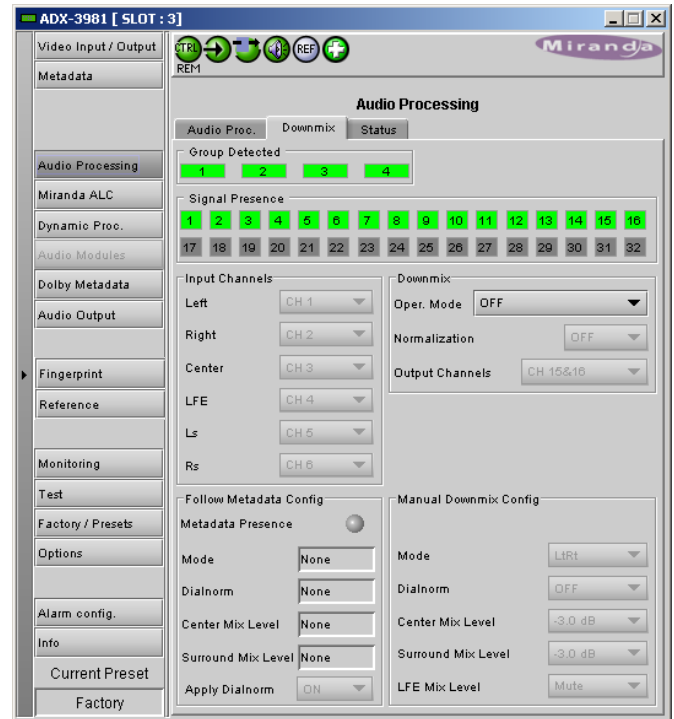 ADX-3981 [ SLOT : 3]
Video Input / Output
Metadata
Audio Processing
Miranda ALC
Dynamic Proc.
Audio Modules
Dolby Metadata
Audio Output
Fingerprint
Reference
Monitoring
Test
Factory / Presets
Options
Alarm config.
Info
Current Preset
Factory
CTRL
REF
REM
Miranda
Audio Processing
Audio Proc. Downmix Status
Group Detected
1 2 3 4
Signal Presence
1 2 3 4 5 6 7 8 9 10 11 12 13 14 15 16
17 18 19 20 21 22 23 24 25 26 27 28 29 30 31 32
Input Channels
Left CH 1
Right CH 2
Center CH 3
LFE CH 4
Ls CH 5
Rs CH 6
Downmix
Oper. Mode OFF
Normalization OFF
Output Channels CH 15&16
Follow Metadata Config
Metadata Presence
Mode None
Dialnorm None
Center Mix Level None
Surround Mix Level None
Apply Dialnorm ON
Manual Downmix Config
Mode LtRt
Dialnorm OFF
Center Mix Level -3.0 dB
Surround Mix Level -3.0 dB
LFE Mix Level Mute